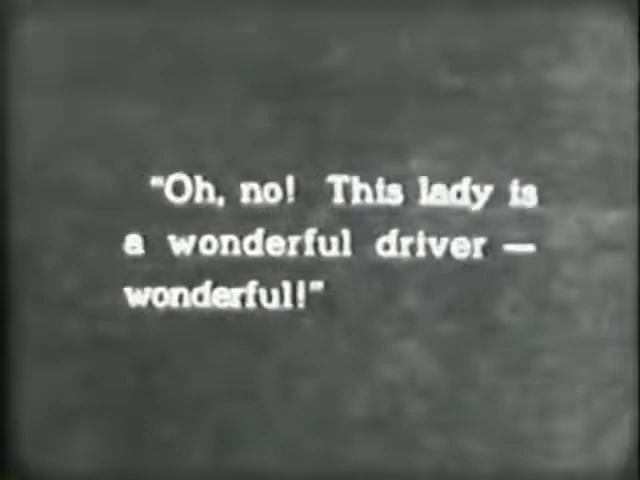 "Oh, no! This lady is
a wonderful driver —
wonderful!"